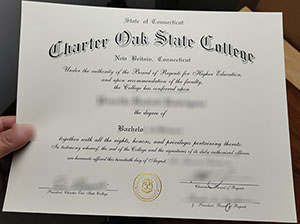 State of Connecticut
Charter Oak State College
New Britain, Connecticut
Under the authority of the Board of Regents for Higher Education,
and upon recommendation of the faculty,
the College has conferred upon
the degree of
Bachelo
together with all the rights, honors, and privileges pertaining thereto.
In testimony whereof, the seal of the College and the signatures of its duly authorized officers
are hereunto affixed this twentieth day of August,
President, Charter Oak State College